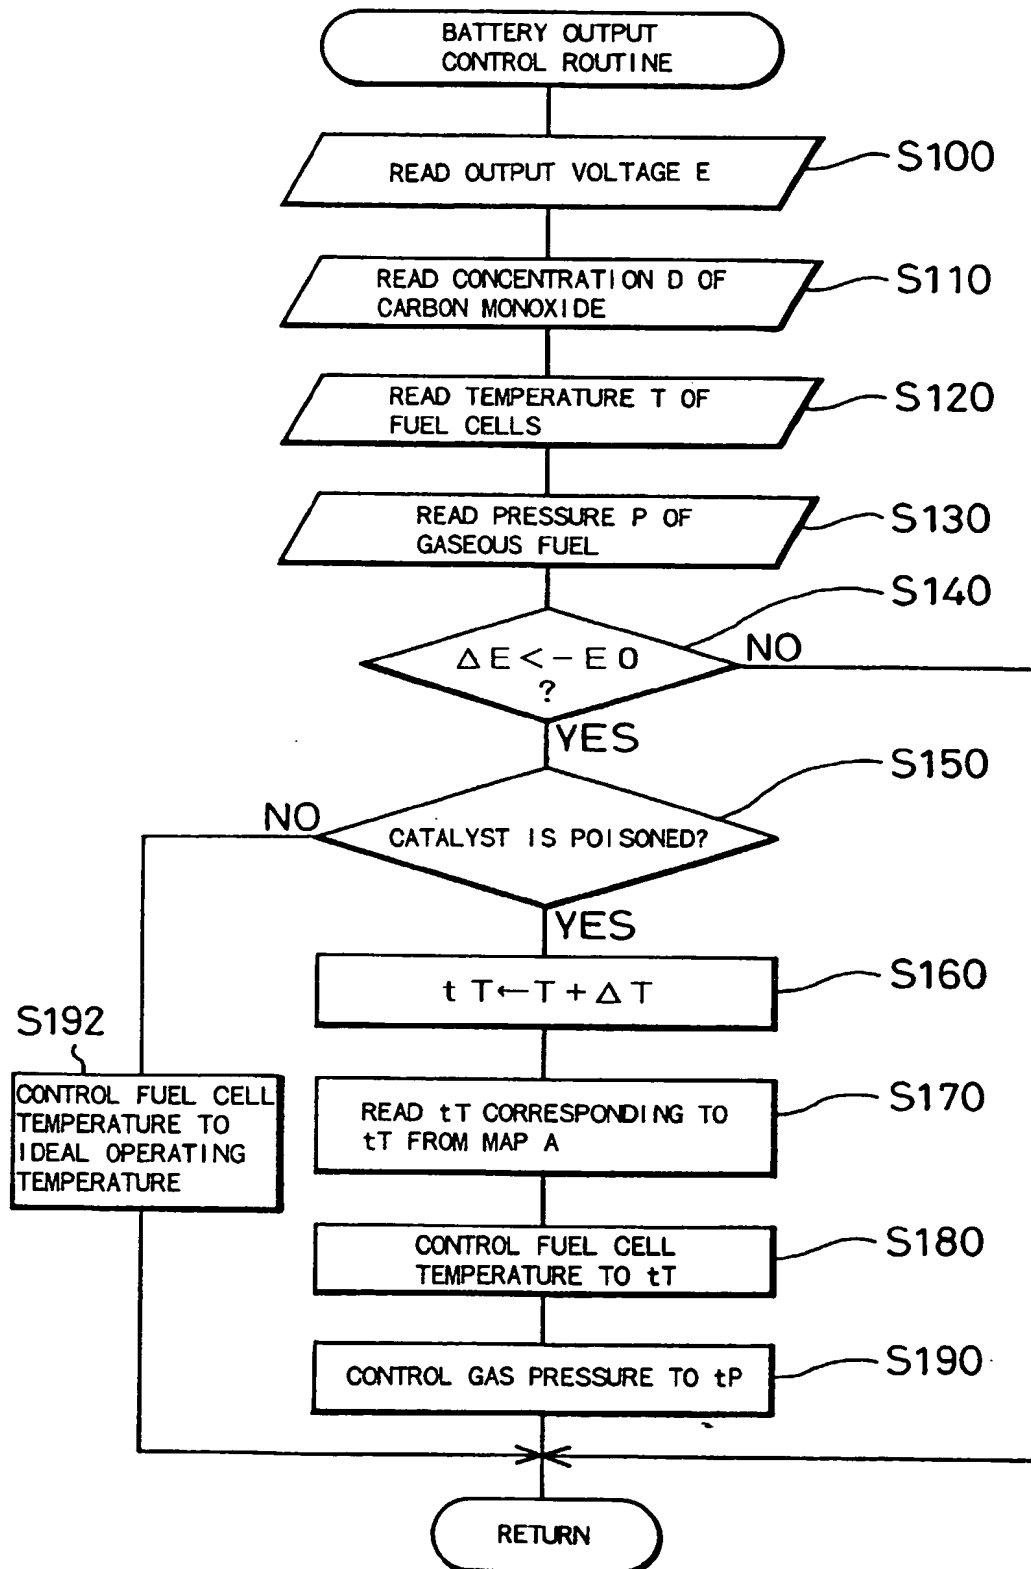 BATTERY OUTPUT
CONTROL ROUTINE
READ OUTPUT VOLTAGE E
S100
READ CONCENTRATION D OF
CARBON MONOXIDE
S110
READ TEMPERATURE T OF
FUEL CELLS
S120
READ PRESSURE P OF
GASEOUS FUEL
S130
S140
ΔE<-E0
?
NO
YES
S150
CATALYST IS POISONED?
NO
YES
S160
tT←T+ΔT
S192
CONTROL FUEL CELL
TEMPERATURE TO
IDEAL OPERATING
TEMPERATURE
S170
READ tT CORRESPONDING TO
tT FROM MAP A
S180
CONTROL FUEL CELL
TEMPERATURE TO tT
S190
CONTROL GAS PRESSURE TO tP
RETURN